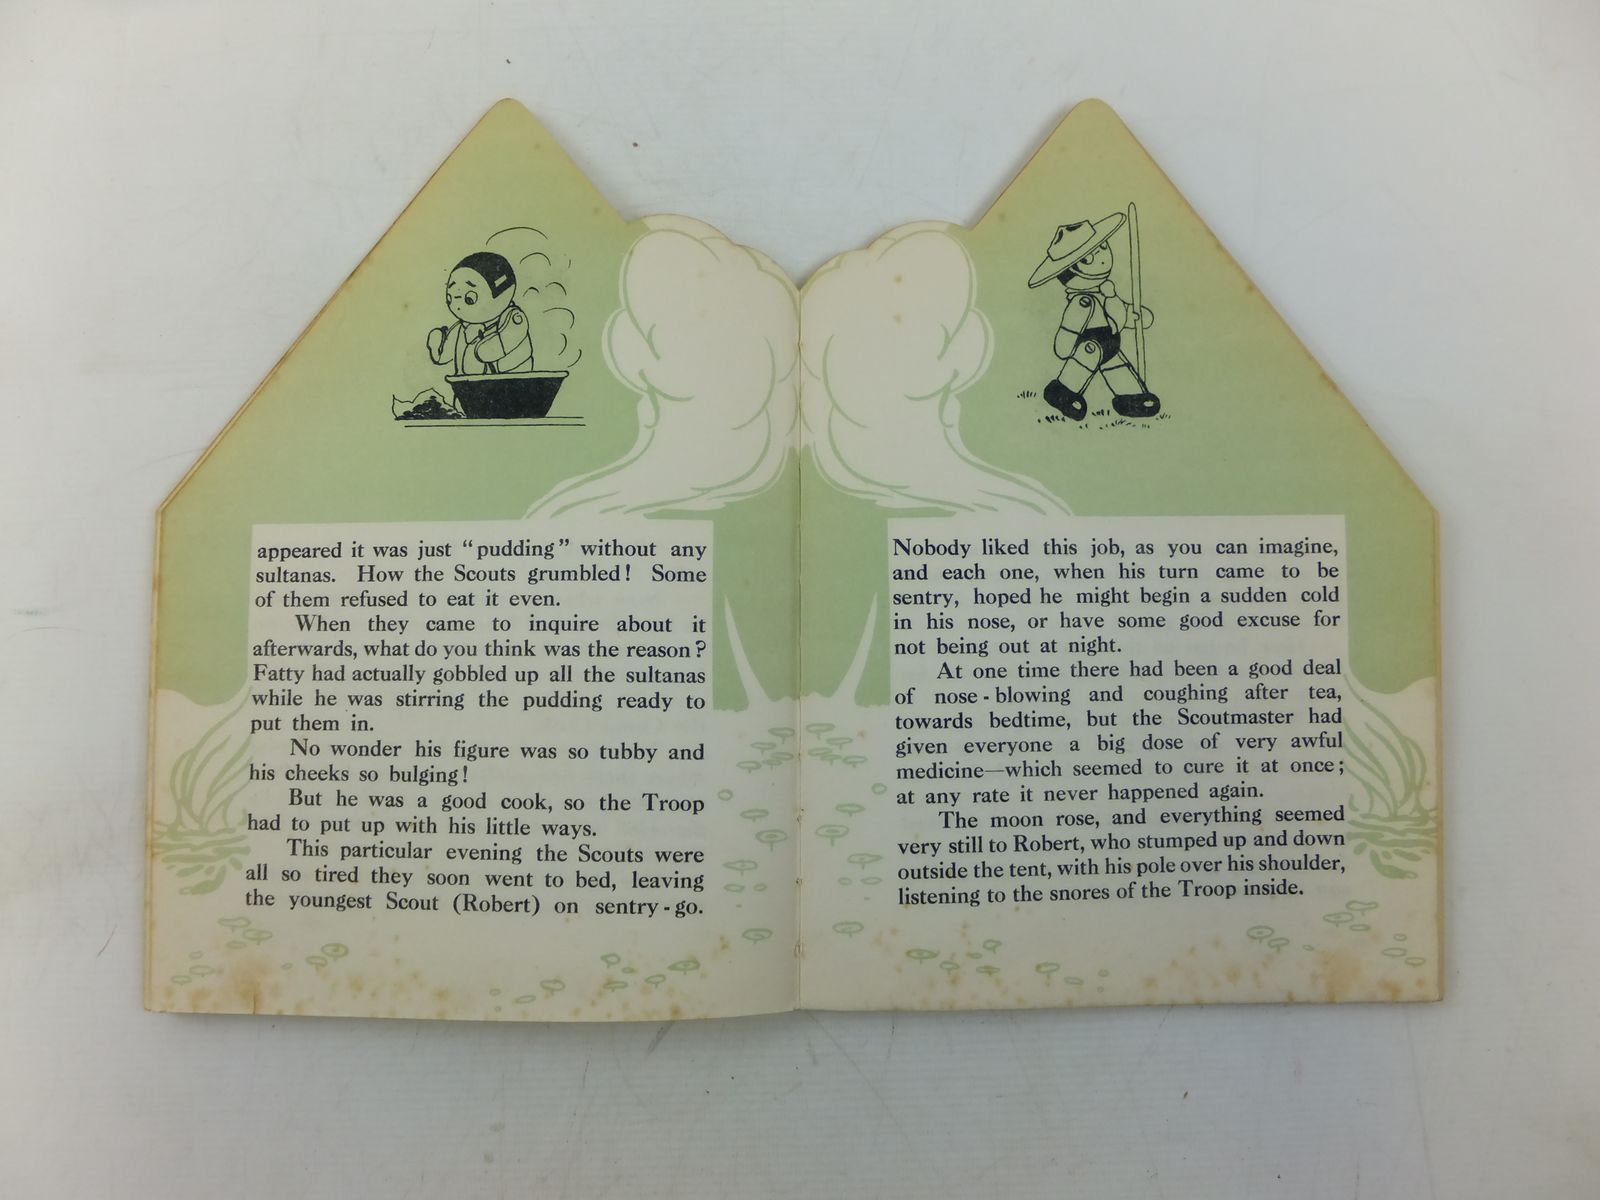 appeared it was just “pudding” without any
sultanas. How the Scouts grumbled! Some
of them refused to eat it even.
When they came to inquire about it
afterwards, what do you think was the reason?
Fatty had actually gobbled up all the sultanas
while he was stirring the pudding ready to
put them in.
No wonder his figure was so tubby and
his cheeks so bulging!
But he was a good cook, so the Troop
had to put up with his little ways.
This particular evening the Scouts were
all so tired they soon went to bed, leaving
the youngest Scout (Robert) on sentry-go.
Nobody liked this job, as you can imagine,
and each one, when his turn came to be
sentry, hoped he might begin a sudden cold
in his nose, or have some good excuse for
not being out at night.
At one time there had been a good deal
of nose-blowing and coughing after tea,
towards bedtime, but the Scoutmaster had
given everyone a big dose of very awful
medicine—which seemed to cure it at once;
at any rate it never happened again.
The moon rose, and everything seemed
very still to Robert, who stumped up and down
outside the tent, with his pole over his shoulder,
listening to the snores of the Troop inside.